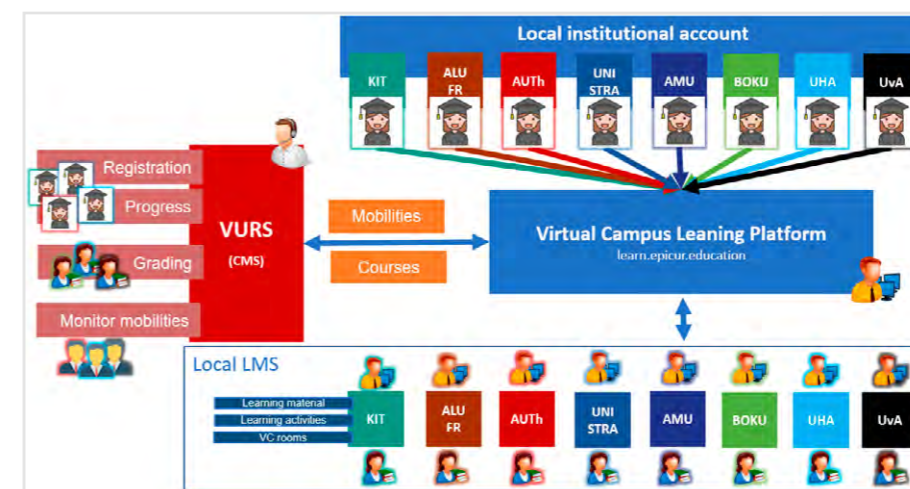 Local institutional account
KIT
ALU
FR
AUTh
UNI
STRA
AMU
BOKU
UHA
UvA
Registration
Progress
Grading
Monitor mobilities
VURS
(CMS)
Mobilities
Courses
Virtual Campus Leaning Platform
learn.epicur.education
Local LMS
Learning material
Learning activities
VC rooms
KIT
ALU
FR
AUTh
UNI
STRA
AMU
BOKU
UHA
UvA